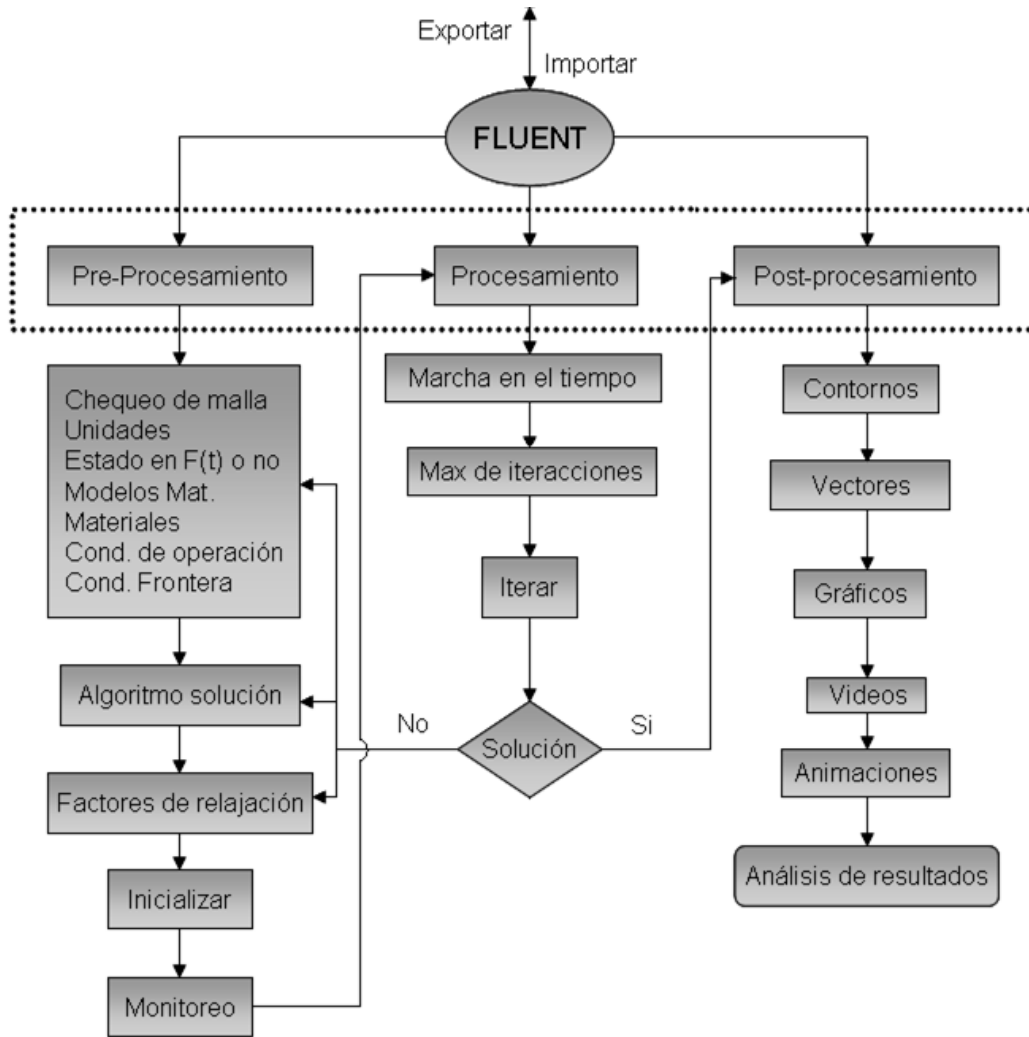 Exportar
Importar
FLUENT
Pre-Procesamiento
Procesamiento
Post-procesamiento
Chequeo de malla
Unidades
Estado en F(t) o no
Modelos Mat.
Materiales
Cond. de operación
Cond. Frontera
Algoritmo solución
Factores de relajación
Inicializar
Monitoreo
Marcha en el tiempo
Max de iteracciones
Iterar
Solución
No
Si
Contornos
Vectores
Gráficos
Videos
Animaciones
Análisis de resultados